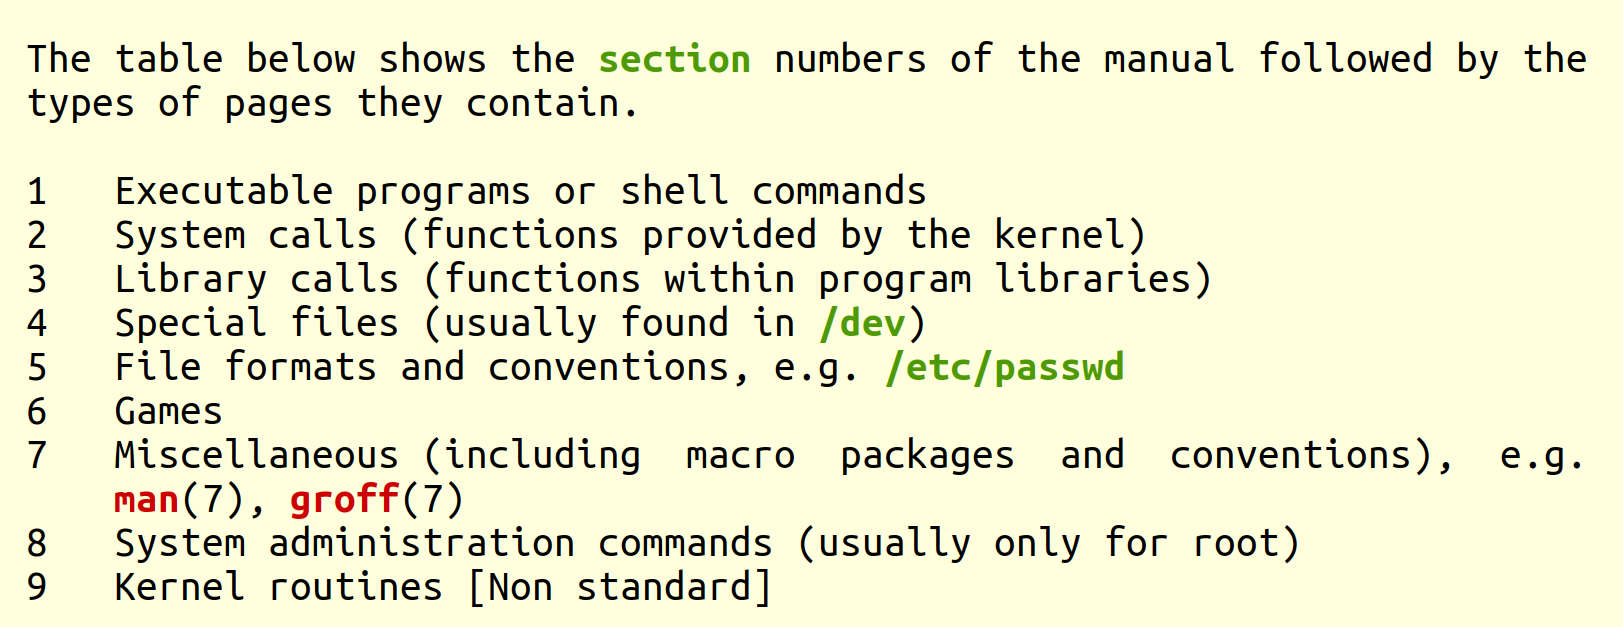 The table below shows the section numbers of the manual followed by the
types of pages they contain.

1   Executable programs or shell commands
2   System calls (functions provided by the kernel)
3   Library calls (functions within program libraries)
4   Special files (usually found in /dev)
5   File formats and conventions, e.g. /etc/passwd
6   Games
7   Miscellaneous (including  macro  packages  and  conventions),  e.g.
    man(7), groff(7)
8   System administration commands (usually only for root)
9   Kernel routines [Non standard]